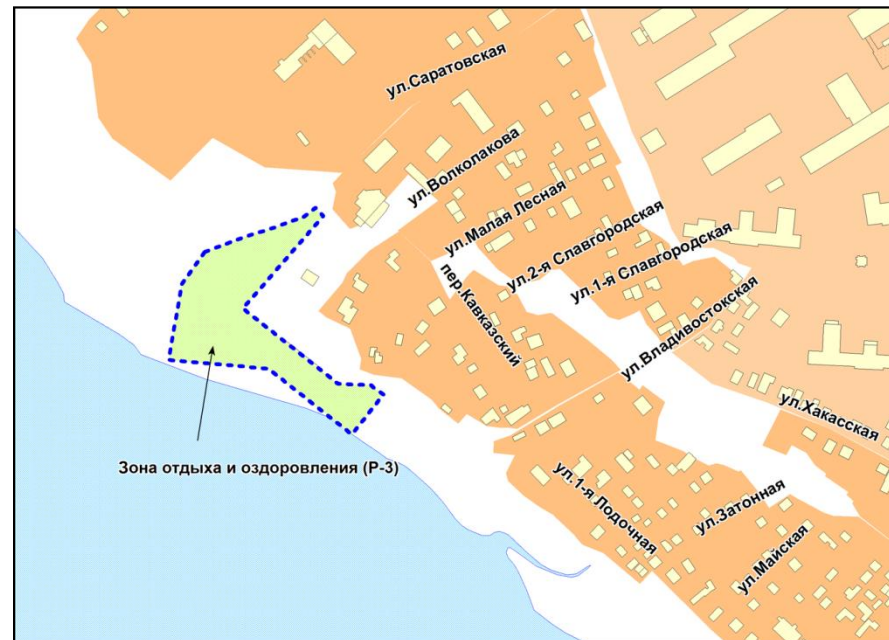 ул.Саратовская
ул.Волколакова
ул.Малая Лесная
ул.2-я Славгородская
ул.1-я Славгородская
пер.Кавказский
ул.Владивостокская
ул.Хакасская
Зона отдыха и оздоровления (Р-3)
ул.1-я Лодочная
ул.Затонная
ул.Майская